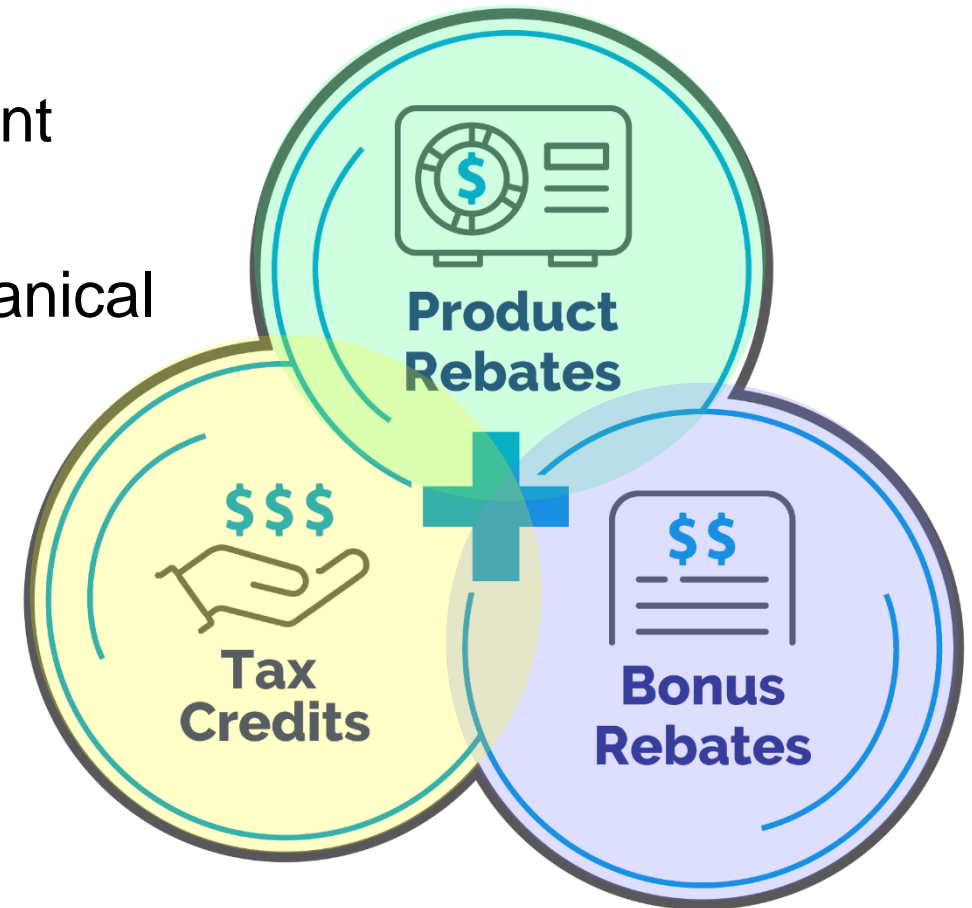 nt
$
anical
Product
Rebates
$$$
Tax
Credits
$$
Bonus
Rebates